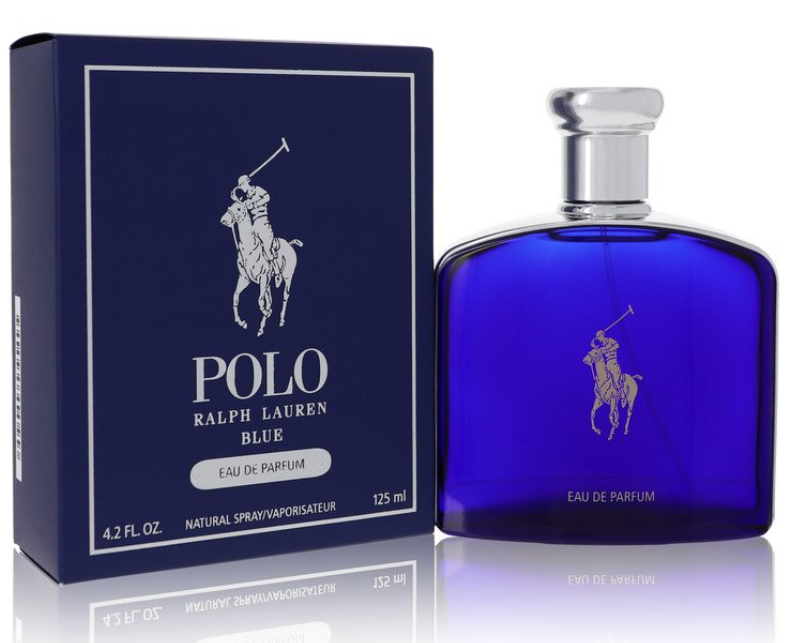 POLO
RALPH LAUREN
BLUE
EAU DE PARFUM
4.2 FL. OZ.
NATURAL SPRAY/VAPORISATEUR
125 ml
EAU DE PARFUM